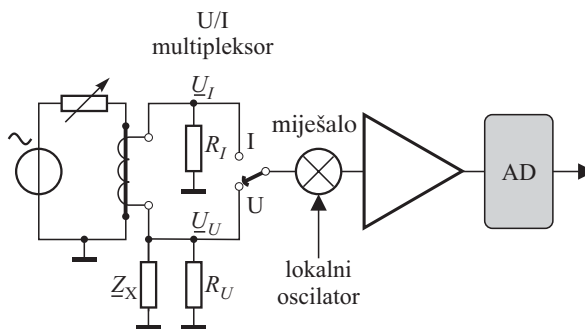 U/I
multipleksor
U_I
R_I
I
miješalo
AD
U
U_U
Z_X
R_U
lokalni
oscilator